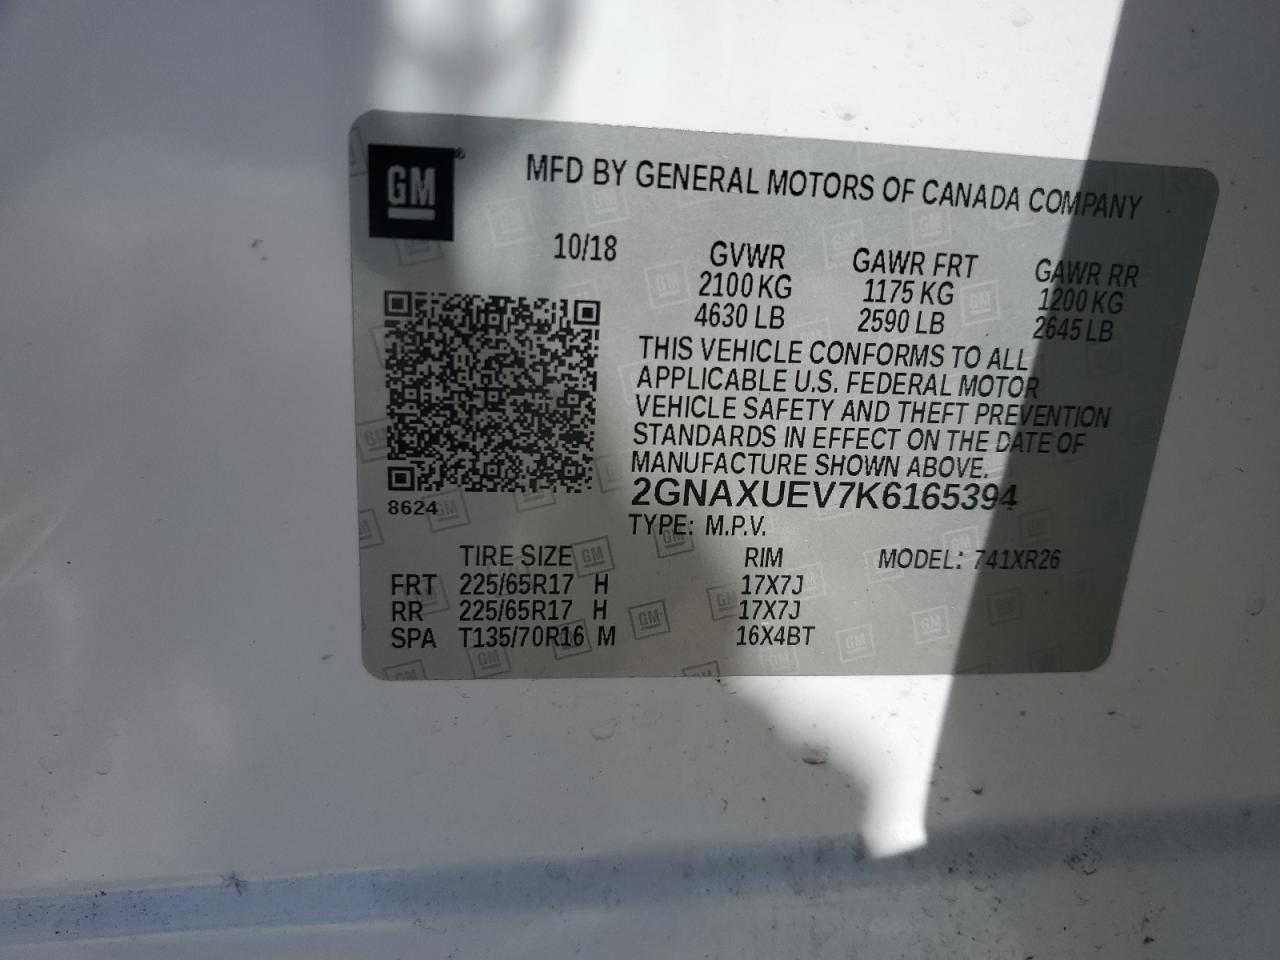 GM®
MFD BY GENERAL MOTORS OF CANADA COMPANY
10/18
GVWR GAWR FRT GAWR RR
2100 KG 1175 KG 1200 KG
4630 LB 2590 LB 2645 LB
THIS VEHICLE CONFORMS TO ALL
APPLICABLE U.S. FEDERAL MOTOR
VEHICLE SAFETY AND THEFT PREVENTION
STANDARDS IN EFFECT ON THE DATE OF
MANUFACTURE SHOWN ABOVE.
2GNAXUEV7K6165394
8624
TYPE: M.P.V.
TIRE SIZE RIM MODEL: 741XR26
FRT 225/65R17 H 17X7J
RR 225/65R17 H 17X7J
SPA T135/70R16 M 16X4BT